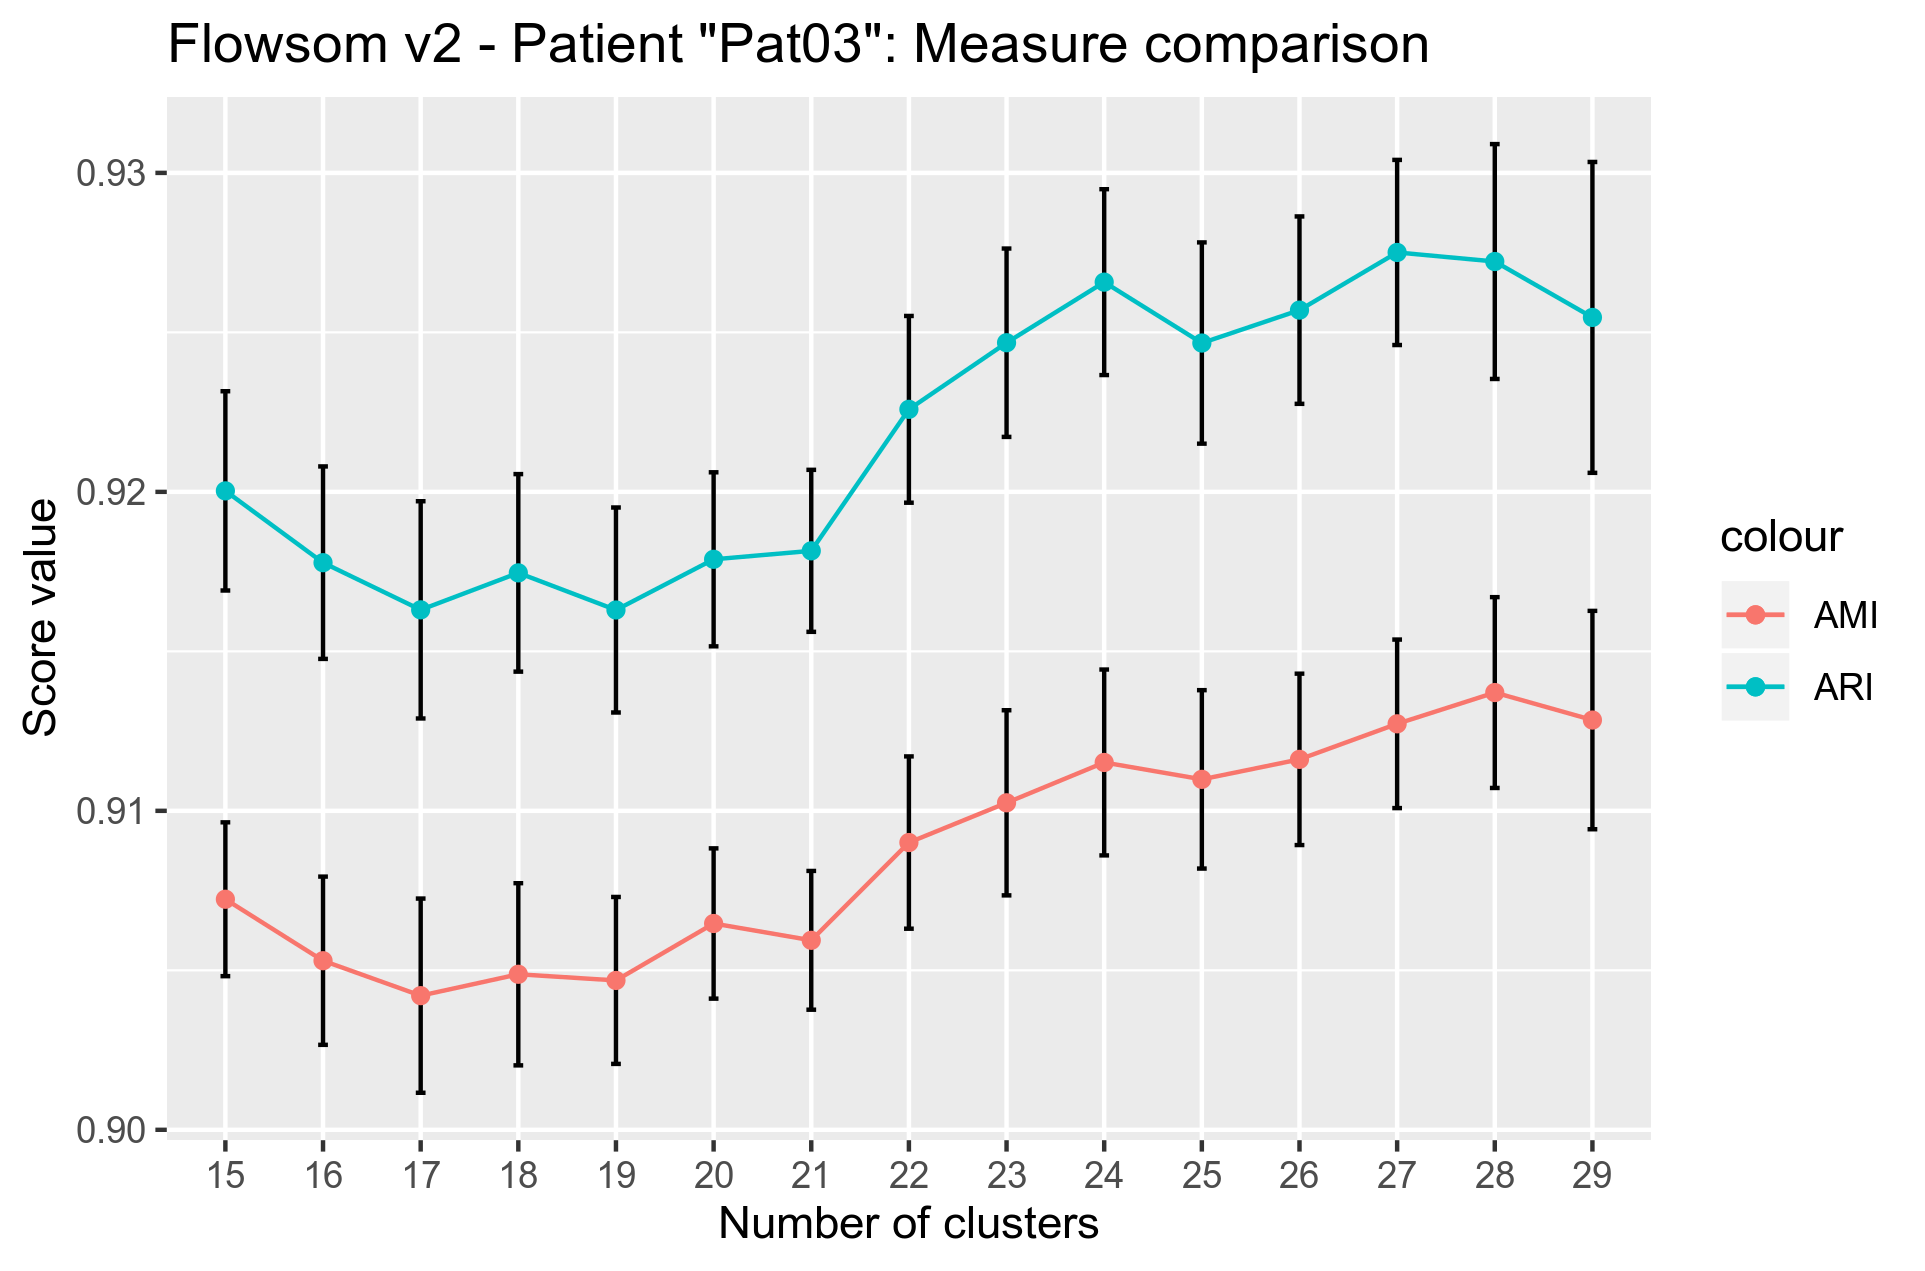 Flowsom v2 - Patient "Pat03": Measure comparison
0.93
0.92
0.91
0.90
Score value
15 16 17 18 19 20 21 22 23 24 25 26 27 28 29
Number of clusters
colour
AMI
ARI